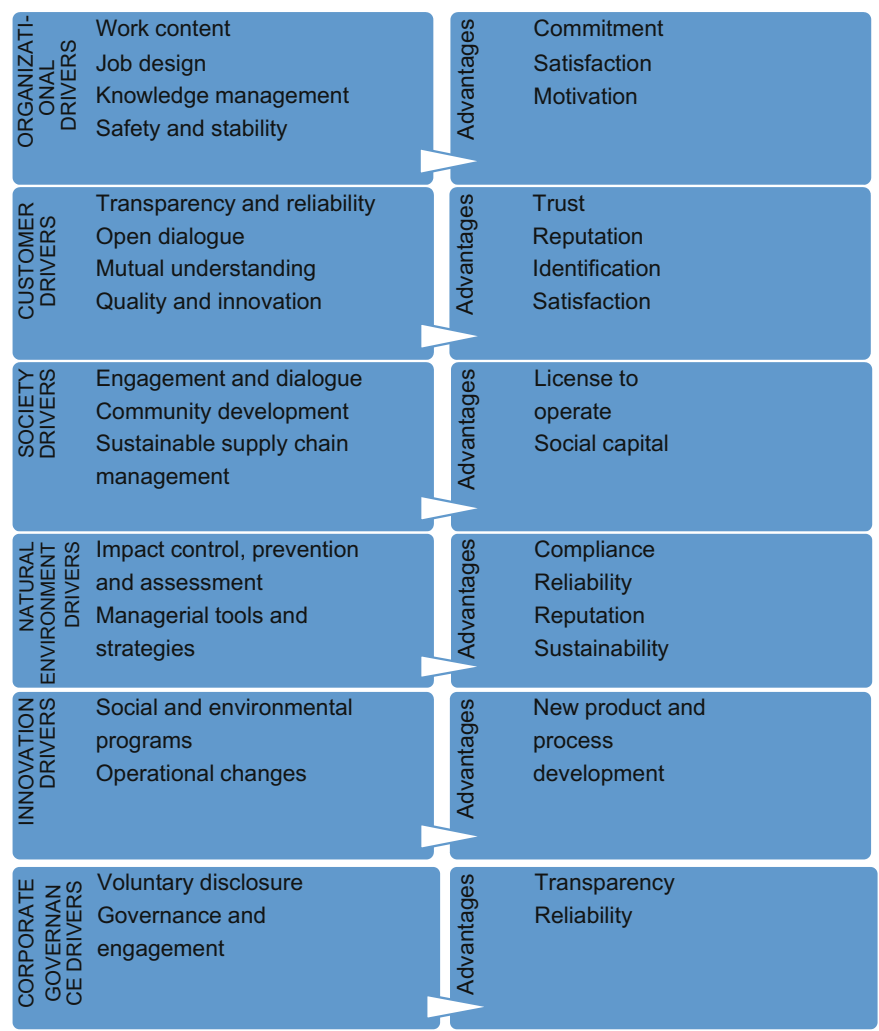 ORGANIZATI-
ONAL
DRIVERS
Work content
Job design
Knowledge management
Safety and stability
Advantages
Commitment
Satisfaction
Motivation
CUSTOMER
DRIVERS
Transparency and reliability
Open dialogue
Mutual understanding
Quality and innovation
Advantages
Trust
Reputation
Identification
Satisfaction
SOCIETY
DRIVERS
Engagement and dialogue
Community development
Sustainable supply chain
management
Advantages
License to
operate
Social capital
NATURAL
ENVIRONMENT
DRIVERS
Impact control, prevention
and assessment
Managerial tools and
strategies
Advantages
Compliance
Reliability
Reputation
Sustainability
INNOVATION
DRIVERS
Social and environmental
programs
Operational changes
Advantages
New product and
process
development
CORPORATE
GOVERNAN
CE DRIVERS
Voluntary disclosure
Governance and
engagement
Advantages
Transparency
Reliability